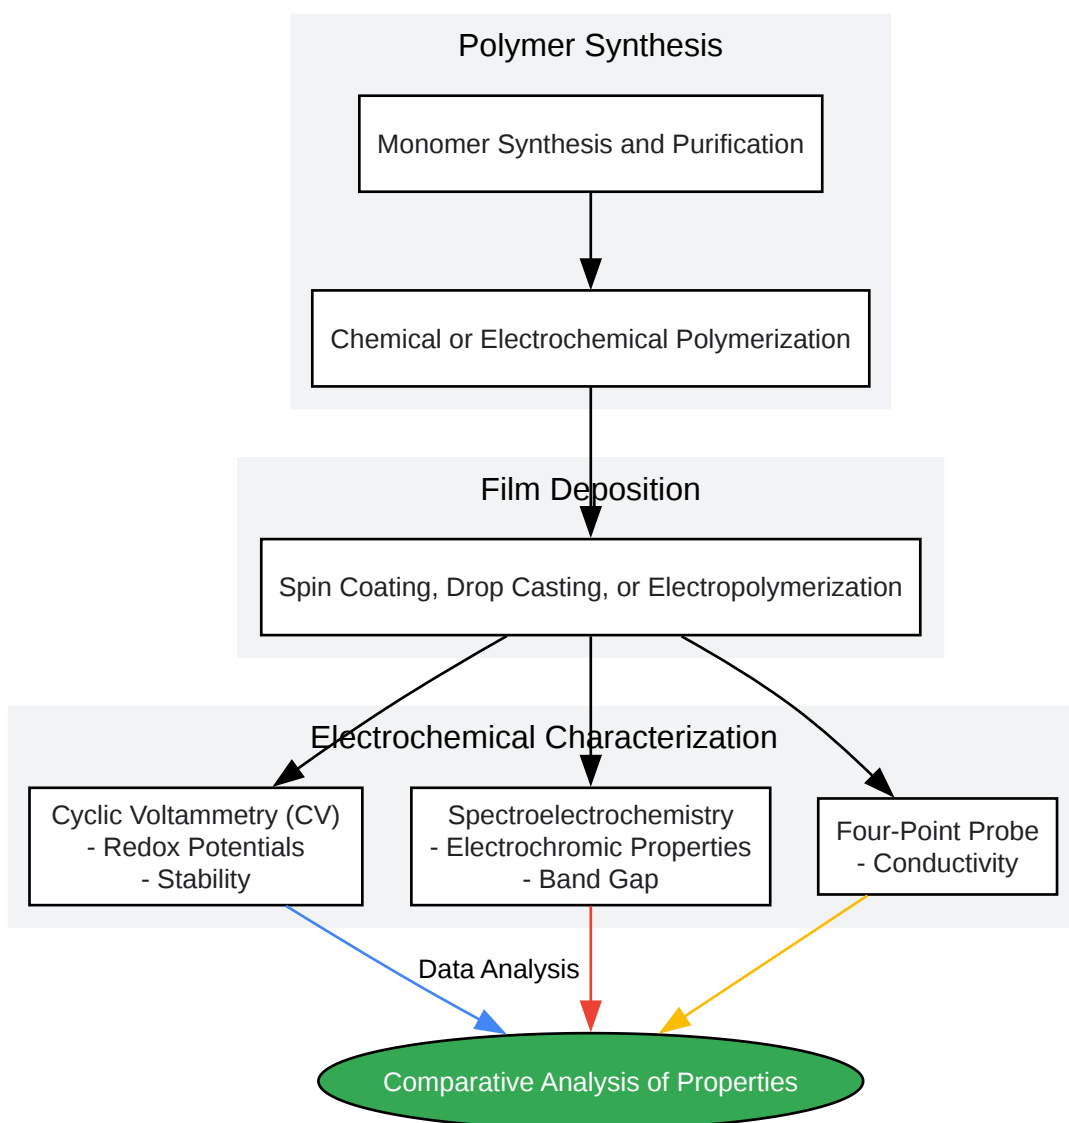 Polymer Synthesis
Monomer Synthesis and Purification
Chemical or Electrochemical Polymerization
Film Deposition
Spin Coating, Drop Casting, or Electropolymerization
Electrochemical Characterization
Cyclic Voltammetry (CV)
- Redox Potentials
- Stability
Spectroelectrochemistry
- Electrochromic Properties
- Band Gap
Four-Point Probe
- Conductivity
Data Analysis
Comparative Analysis of Properties